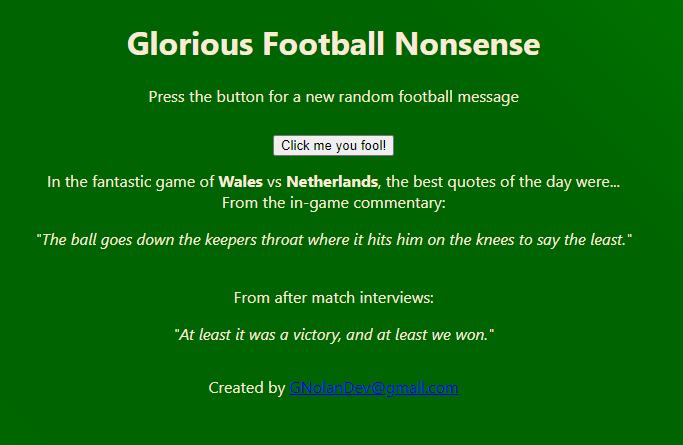 Glorious Football Nonsense
Press the button for a new random football message
Click me you fool!
In the fantastic game of Wales vs Netherlands, the best quotes of the day were...
From the in-game commentary:
"The ball goes down the keepers throat where it hits him on the knees to say the least."
From after match interviews:
"At least it was a victory, and at least we won."
Created by GNolanDev@gmail.com